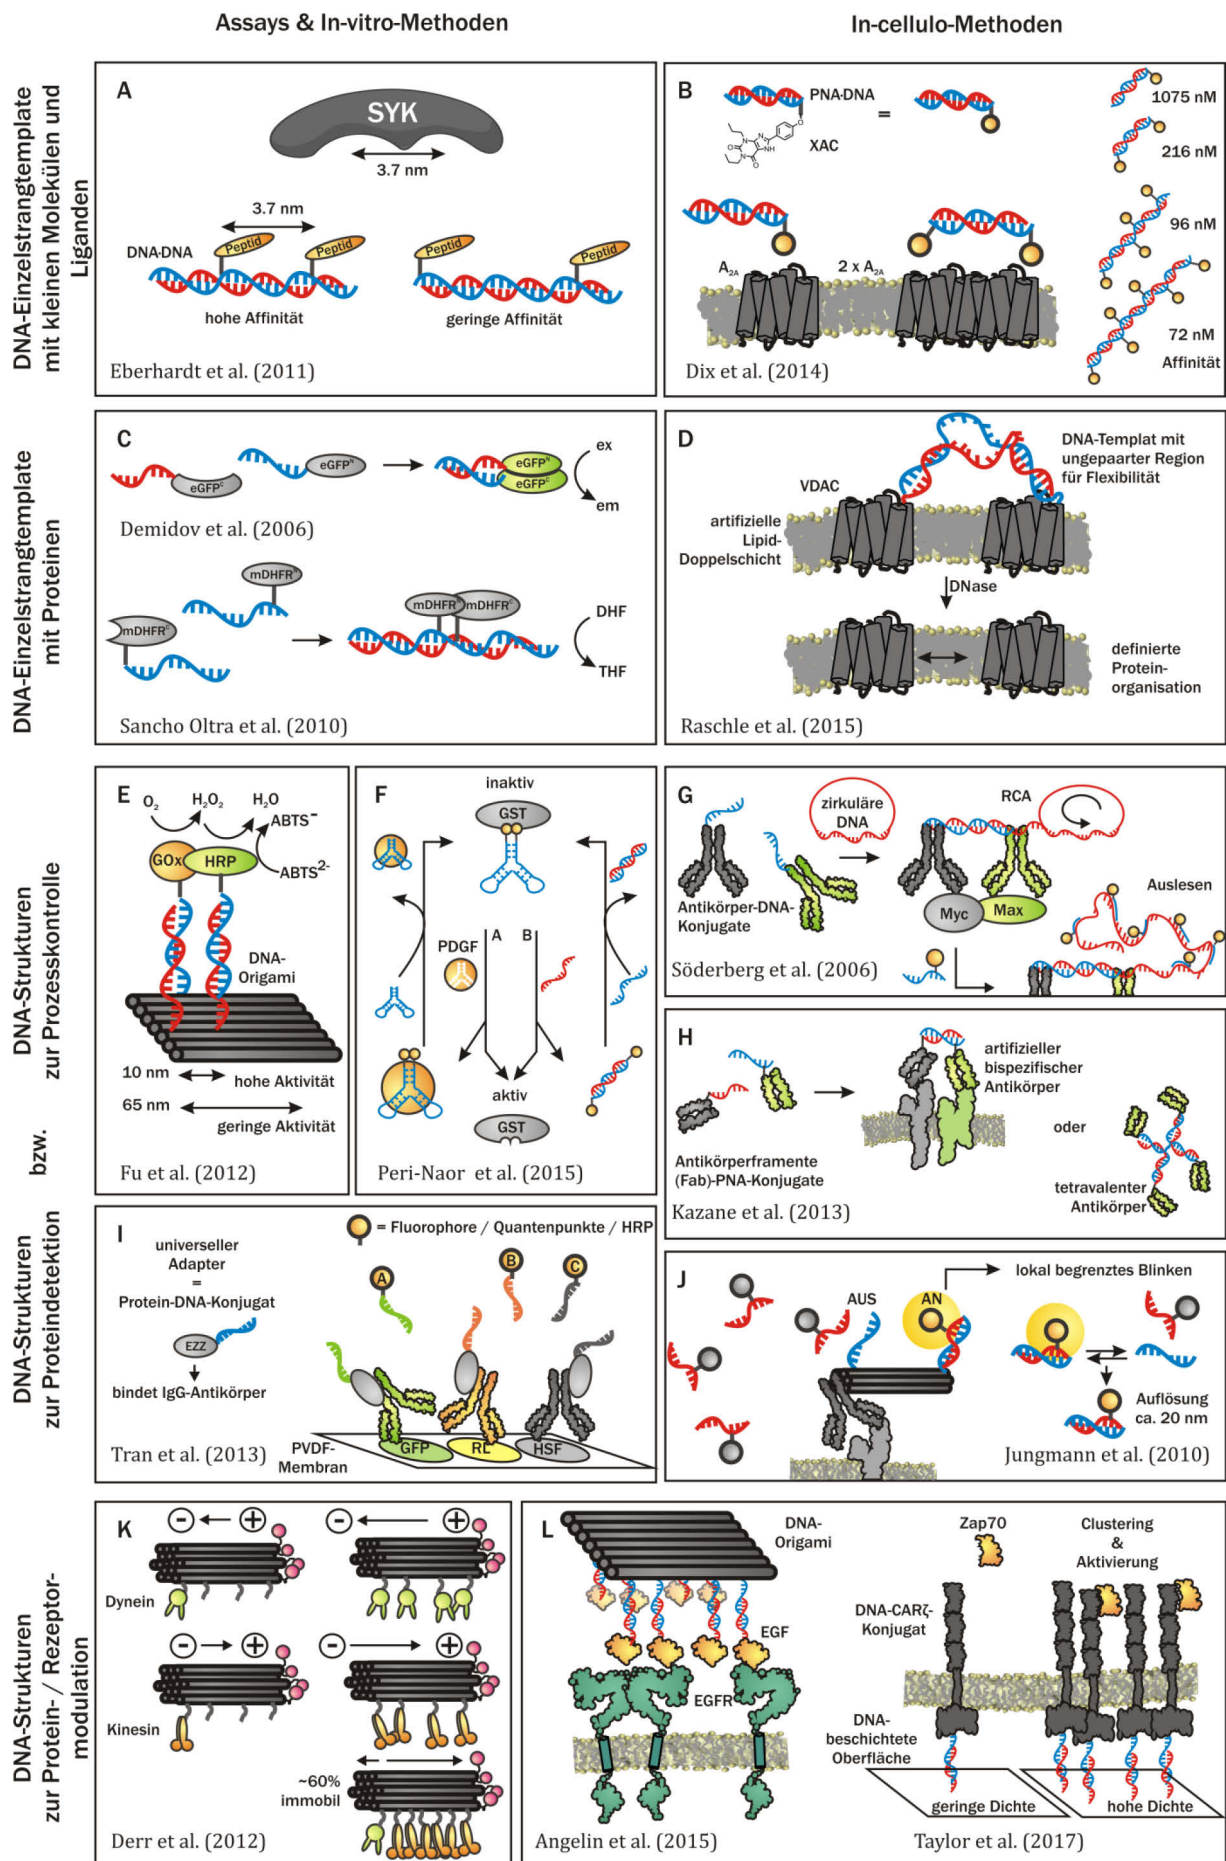 Assays & In-vitro-Methoden
In-cellulo-Methoden
DNA-Einzelstrangtemplate
mit kleinen Molekülen und
Liganden
A
SYK
3.7 nm
3.7 nm
DNA-DNA
Peptid
Peptid
Peptid
Peptid
hohe Affinität
geringe Affinität
Eberhardt et al. (2011)
B
PNA-DNA
=
XAC
O
N
N
N
NH
O
O
1075 nM
216 nM
96 nM
72 nM
Affinität
A2A
2 x A2A
Dix et al. (2014)
DNA-Einzelstrangtemplate
mit Proteinen
C
eGFPC
eGFPN
eGFPN
eGFPC
ex
em
Demidov et al. (2006)
mDHFRN
mDHFRC
mDHFRN
mDHFRC
DHF
THF
Sancho Oltra et al. (2010)
D
DNA-Templat mit
ungepaarter Region
für Flexibilität
VDAC
artifizielle
Lipid-
Doppelschicht
DNase
definierte
Protein-
organisation
Raschle et al. (2015)
DNA-Strukturen
zur Prozesskontrolle
bzw.
DNA-Strukturen
zur Proteindetektion
E
O2
H2O2
H2O
ABTS-
ABTS2-
GOx
HRP
DNA-
Origami
10 nm
hohe Aktivität
65 nm
geringe Aktivität
Fu et al. (2012)
F
inaktiv
GST
A
B
PDGF
aktiv
GST
Peri-Naor et al. (2015)
G
zirkuläre
DNA
RCA
Antikörper-DNA-
Konjugate
Myc
Max
Auslesen
Söderberg et al. (2006)
H
artifizieller
bispezifischer
Antikörper
oder
Antikörperframente
(Fab)-PNA-Konjugate
tetravalenter
Antikörper
Kazane et al. (2013)
I
universeller
Adapter
=
Protein-DNA-Konjugat
EZZ
bindet IgG-Antikörper
= Fluorophore / Quantenpunkte / HRP
A
B
C
PVDF-
Membran
GFP
RL
HSF
Tran et al. (2013)
J
lokal begrenztes Blinken
AUS
AN
Auflösung
ca. 20 nm
Jungmann et al. (2010)
DNA-Strukturen
zur Protein- / Rezeptor-
modulation
K
-
+
-
+
Dynein
-
+
-
+
Kinesin
~60%
immobil
Derr et al. (2012)
L
DNA-
Origami
EGF
EGFR
Angelin et al. (2015)
Zap70
Clustering
&
Aktivierung
DNA-CARζ-
Konjugat
DNA-
beschichtete
Oberfläche
geringe Dichte
hohe Dichte
Taylor et al. (2017)